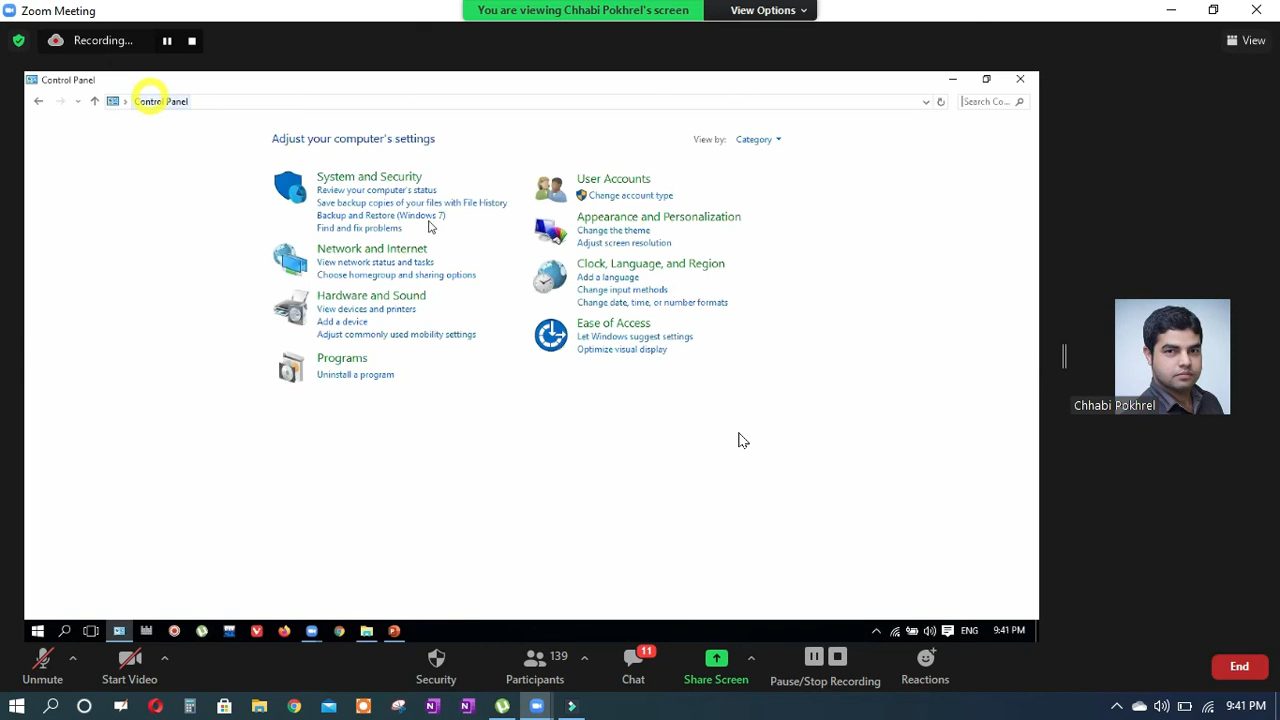 Zoom Meeting
You are viewing Chhabi Pokhrel's screen
View Options
Recording...
View
Control Panel
Control Panel
Search Co...
Adjust your computer's settings
View by: Category
System and Security
Review your computer's status
Save backup copies of your files with File History
Backup and Restore (Windows 7)
Find and fix problems
Network and Internet
View network status and tasks
Choose homegroup and sharing options
Hardware and Sound
View devices and printers
Add a device
Adjust commonly used mobility settings
Programs
Uninstall a program
User Accounts
Change account type
Appearance and Personalization
Change the theme
Adjust screen resolution
Clock, Language, and Region
Add a language
Change input methods
Change date, time, or number formats
Ease of Access
Let Windows suggest settings
Optimize visual display
Chhabi Pokhrel
ENG 9:41 PM
Unmute
Start Video
Security
139
Participants
11
Chat
Share Screen
Pause/Stop Recording
Reactions
End
9:41 PM